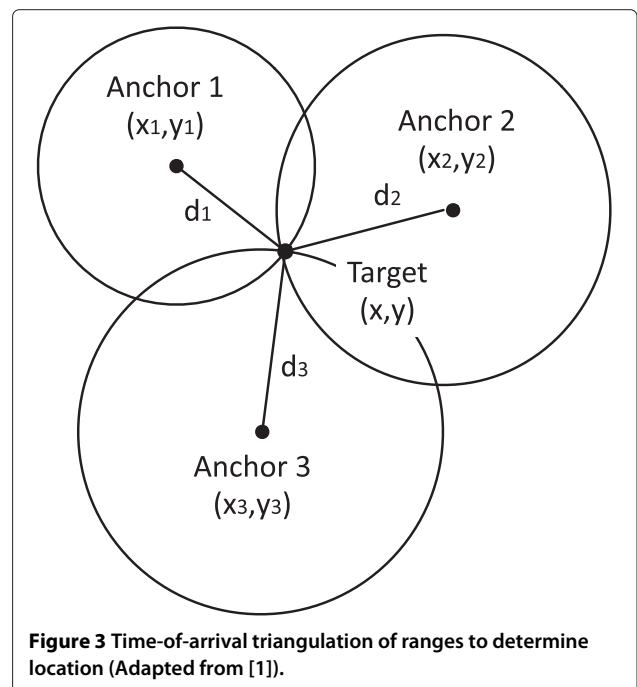 Anchor 1
(x1,y1)
Anchor 2
(x2,y2)
d1
d2
Target
(x,y)
d3
Anchor 3
(x3,y3)
Figure 3 Time-of-arrival triangulation of ranges to determine
location (Adapted from [1]).